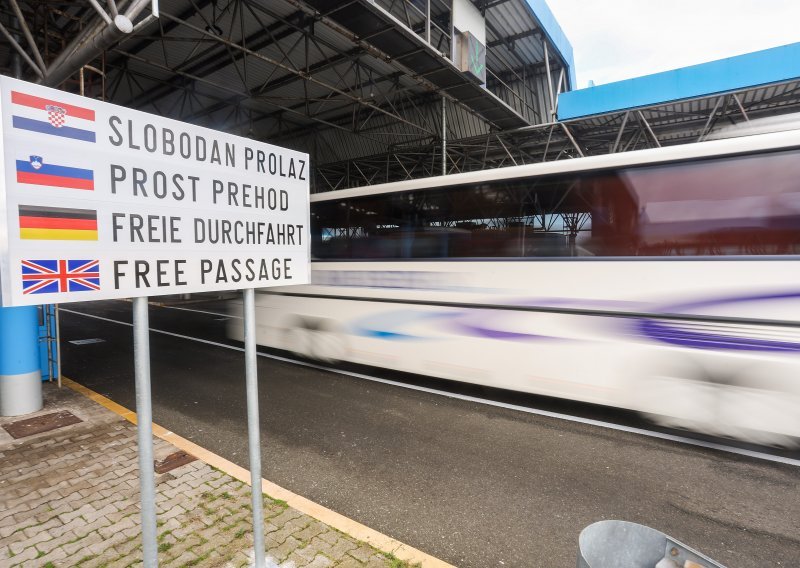 SLOBODAN PROLAZ
PROST PREHOD
FREIE DURCHFAHRT
FREE PASSAGE